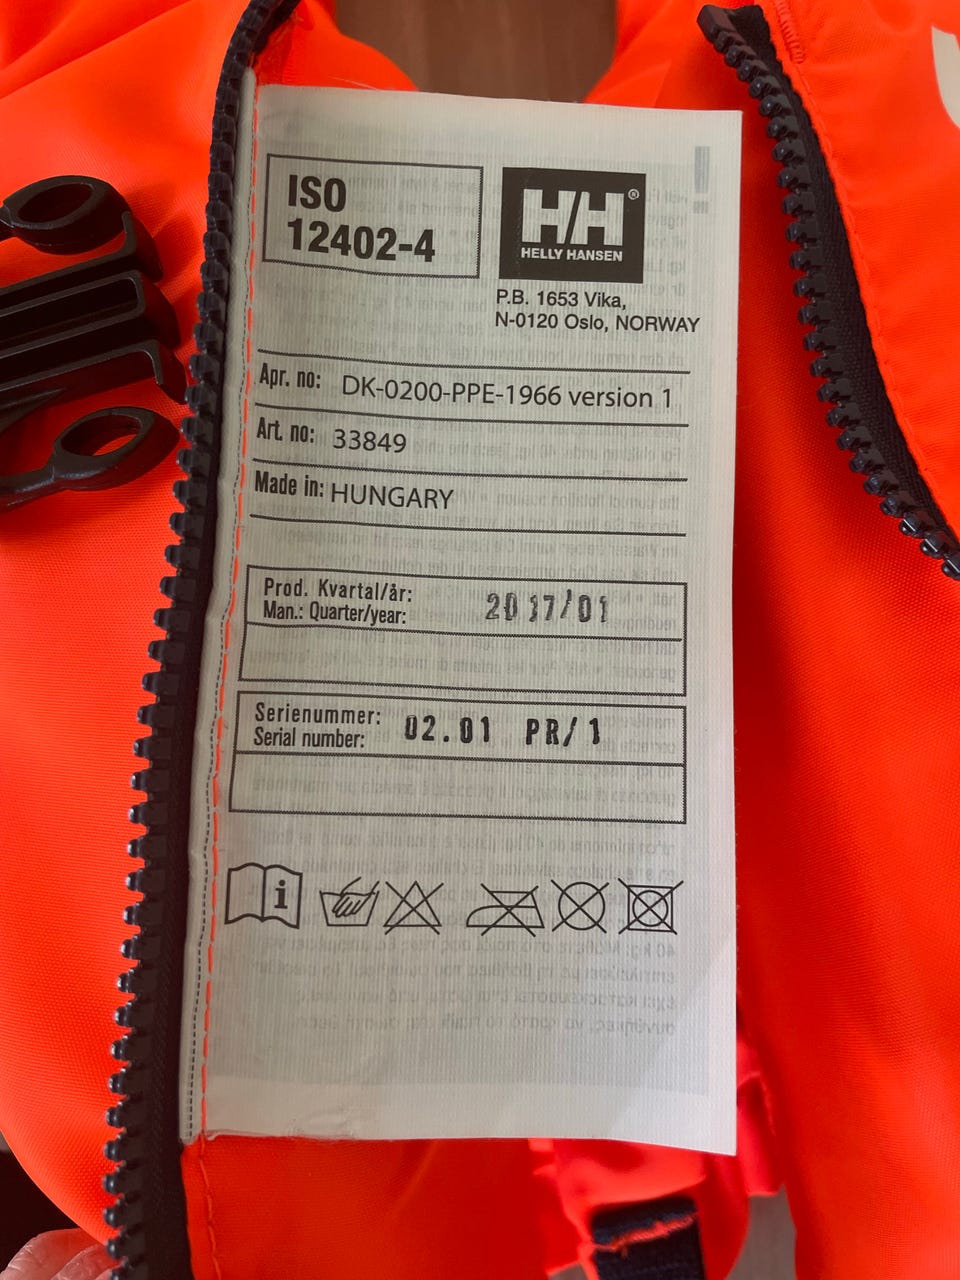 ISO
12402-4
HH®
HELLY HANSEN
P.B. 1653 Vika,
N-0120 Oslo, NORWAY
Apr. no: DK-0200-PPE-1966 version 1
Art. no: 33849
Made in: HUNGARY
Prod. Kvartal/år:
Man.: Quarter/year: 2017/01
Serienummer:
Serial number: 02.01 PR/1
i